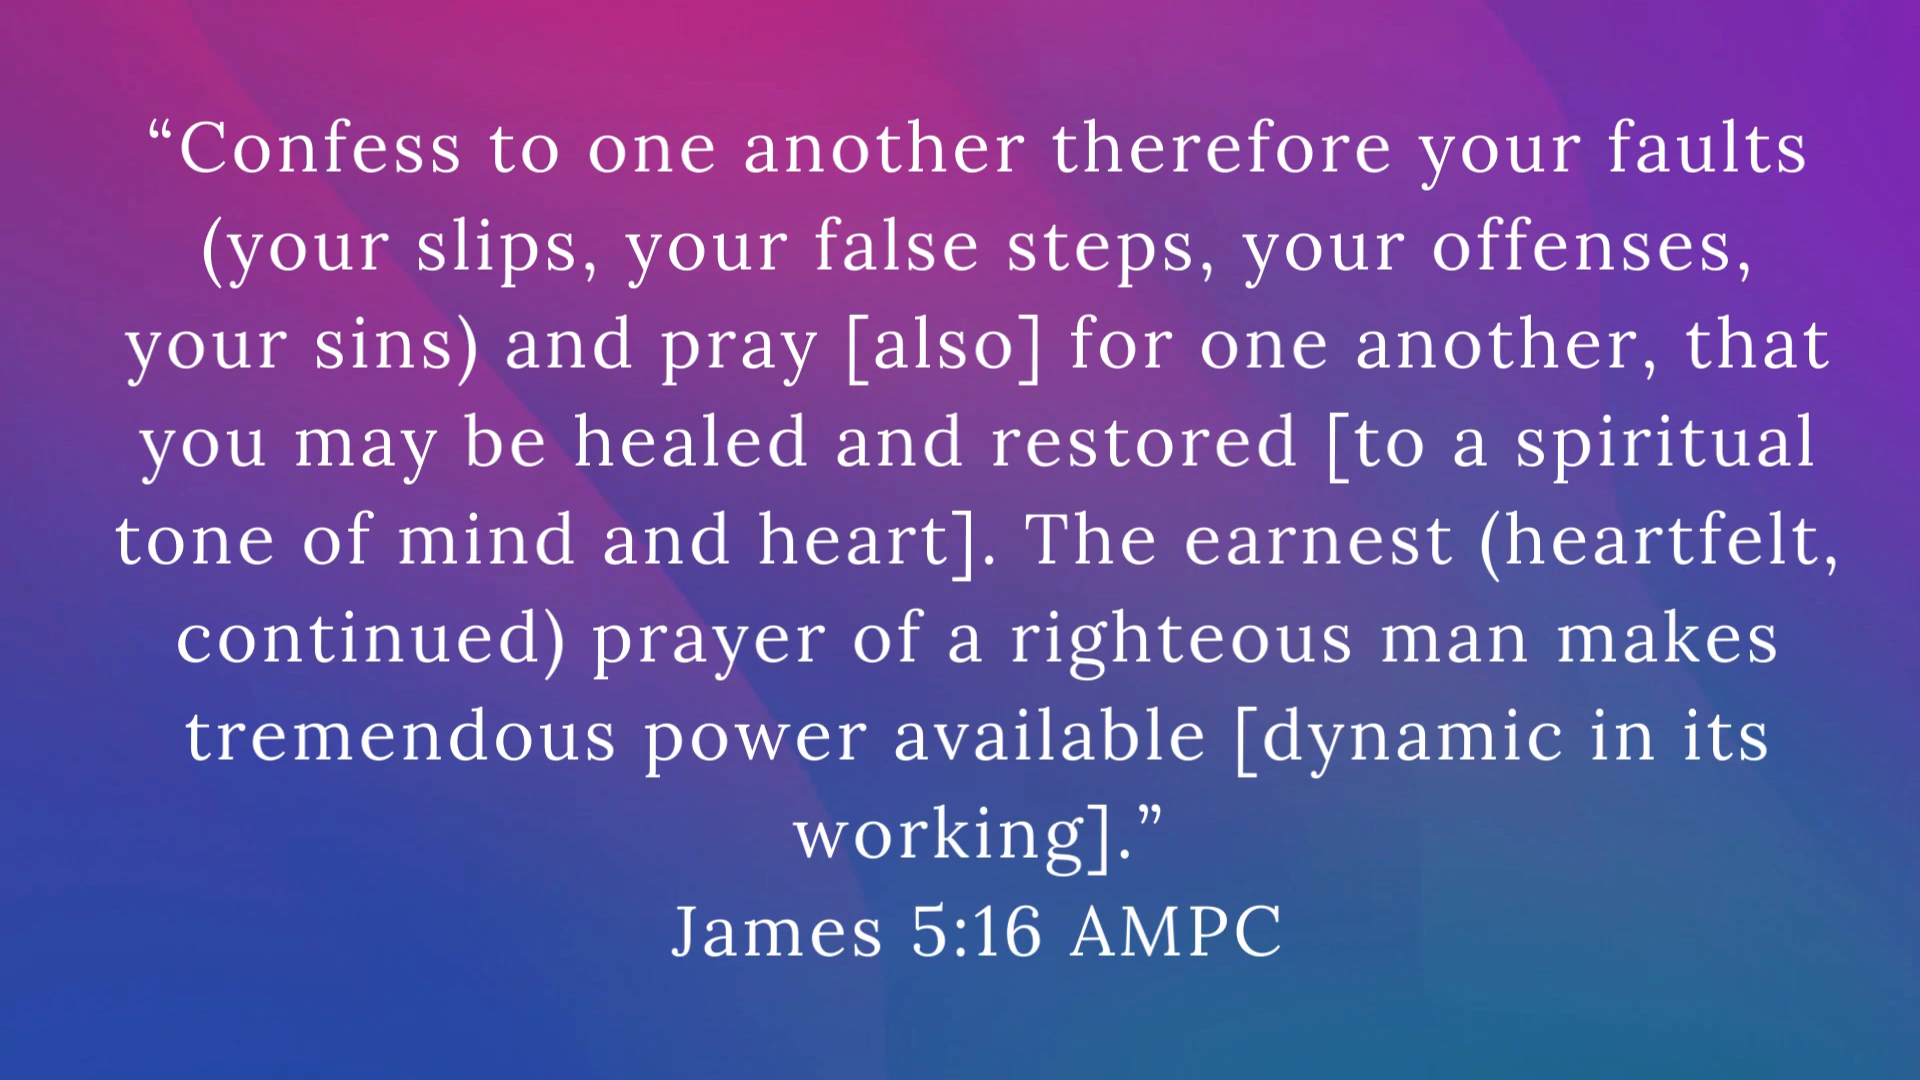 “Confess to one another therefore your faults
(your slips, your false steps, your offenses,
your sins) and pray [also] for one another, that
you may be healed and restored [to a spiritual
tone of mind and heart]. The earnest (heartfelt,
continued) prayer of a righteous man makes
tremendous power available [dynamic in its
working].”
James 5:16 AMPC